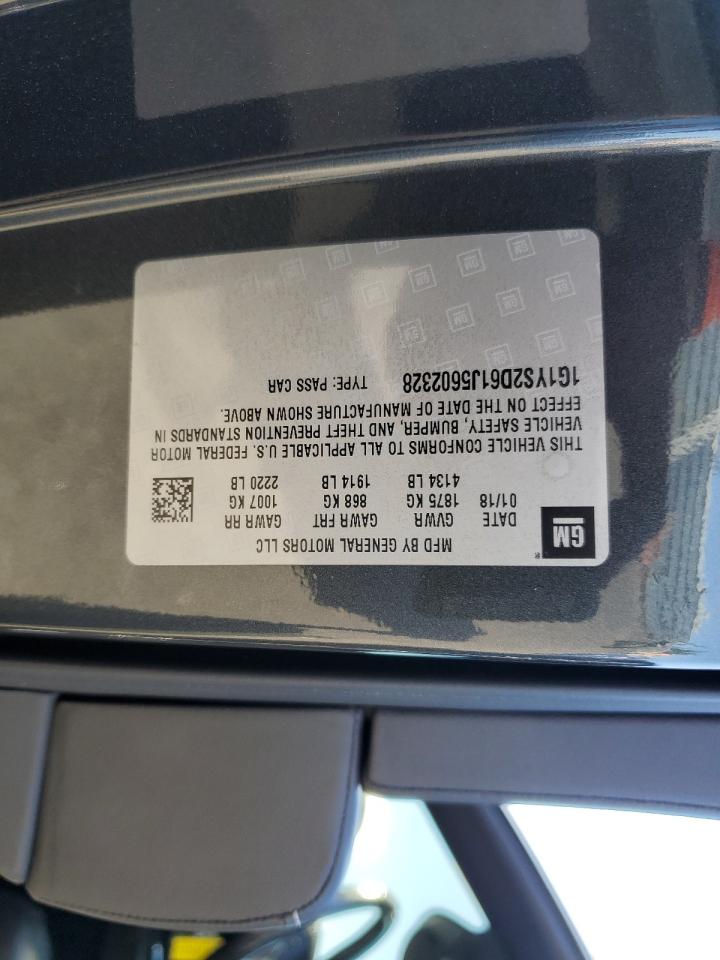 MFD BY GENERAL MOTORS LLC
GM
DATE GVWR GAWR FRT GAWR RR
01/18 1875 KG 868 KG 1007 KG
4134 LB 1914 LB 2220 LB
THIS VEHICLE CONFORMS TO ALL APPLICABLE U.S. FEDERAL MOTOR
VEHICLE SAFETY, BUMPER, AND THEFT PREVENTION STANDARDS IN
EFFECT ON THE DATE OF MANUFACTURE SHOWN ABOVE.
1G1YS2D61J5602328 TYPE: PASS CAR